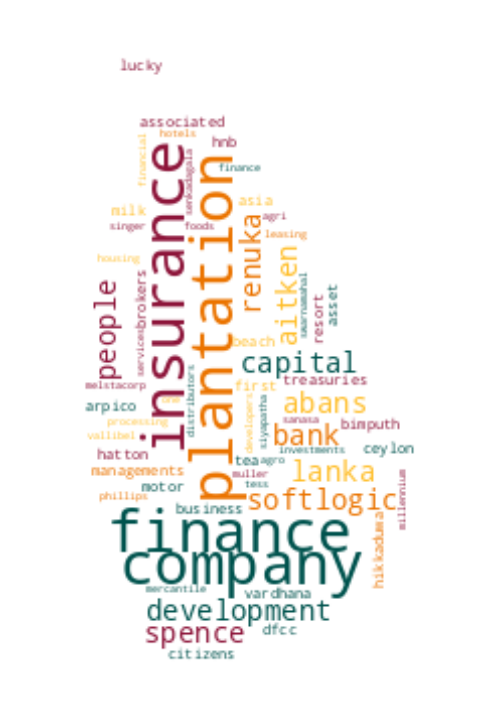 lucky
associated
hotels
financial
hnb
insurance
senkadagala
finance
plantation
asia
milk
agri
singer
foods
renuka
leasing
aitken
housing
brokers
services
people
swarnamahal
resort
asset
beach
capital
treasuries
melstacorp
first
distributors
one
arpico
abans
developers
siyapatha
processing
sanasa
bimputh
vallibel
bank
investments
ceylon
hatton
tea
agro
lanka
managements
muller
motor
tess
millennium
phillips
softlogic
business
hikkaduwa
finance
company
mercantile
vardhana
development
spence
dfcc
citizens